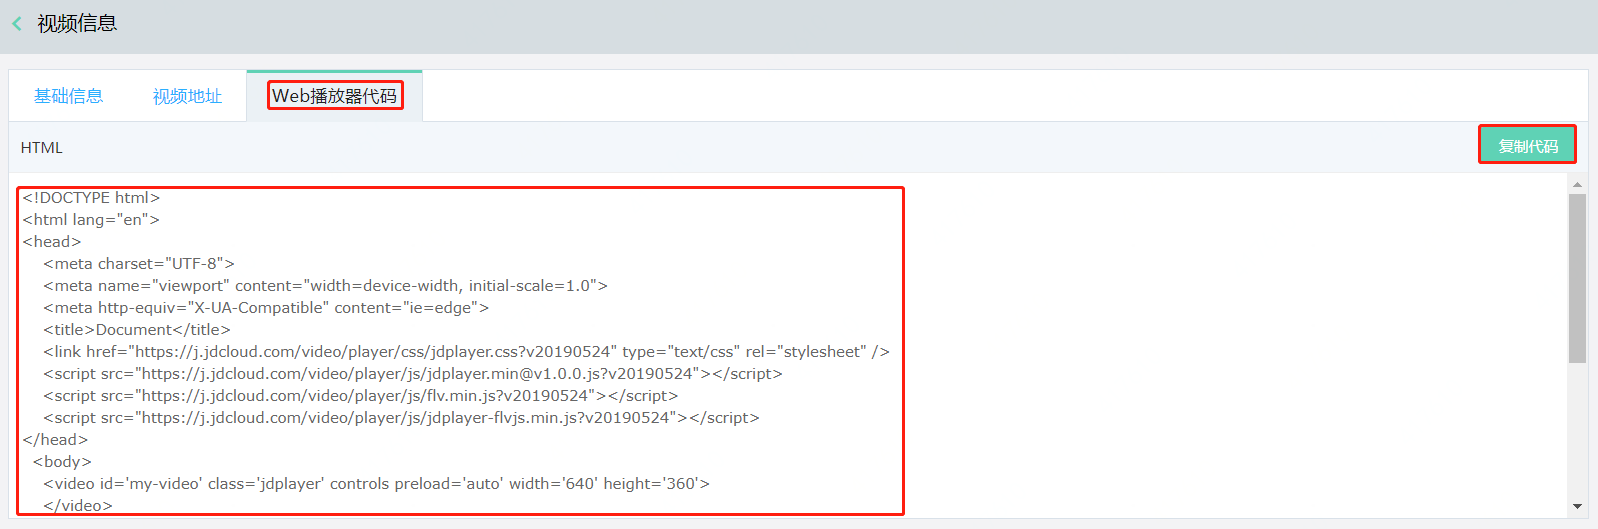 视频信息
基础信息 视频地址 Web播放器代码
HTML 复制代码
<!DOCTYPE html>
<html lang="en">
<head>
    <meta charset="UTF-8">
    <meta name="viewport" content="width=device-width, initial-scale=1.0">
    <meta http-equiv="X-UA-Compatible" content="ie=edge">
    <title>Document</title>
    <link href="https://j.jdcloud.com/video/player/css/jdplayer.css?v20190524" type="text/css" rel="stylesheet" />
    <script src="https://j.jdcloud.com/video/player/js/jdplayer.min@v1.0.0.js?v20190524"></script>
    <script src="https://j.jdcloud.com/video/player/js/flv.min.js?v20190524"></script>
    <script src="https://j.jdcloud.com/video/player/js/jdplayer-flvjs.min.js?v20190524"></script>
</head>
  <body>
    <video id='my-video' class='jdplayer' controls preload='auto' width='640' height='360'>
    </video>